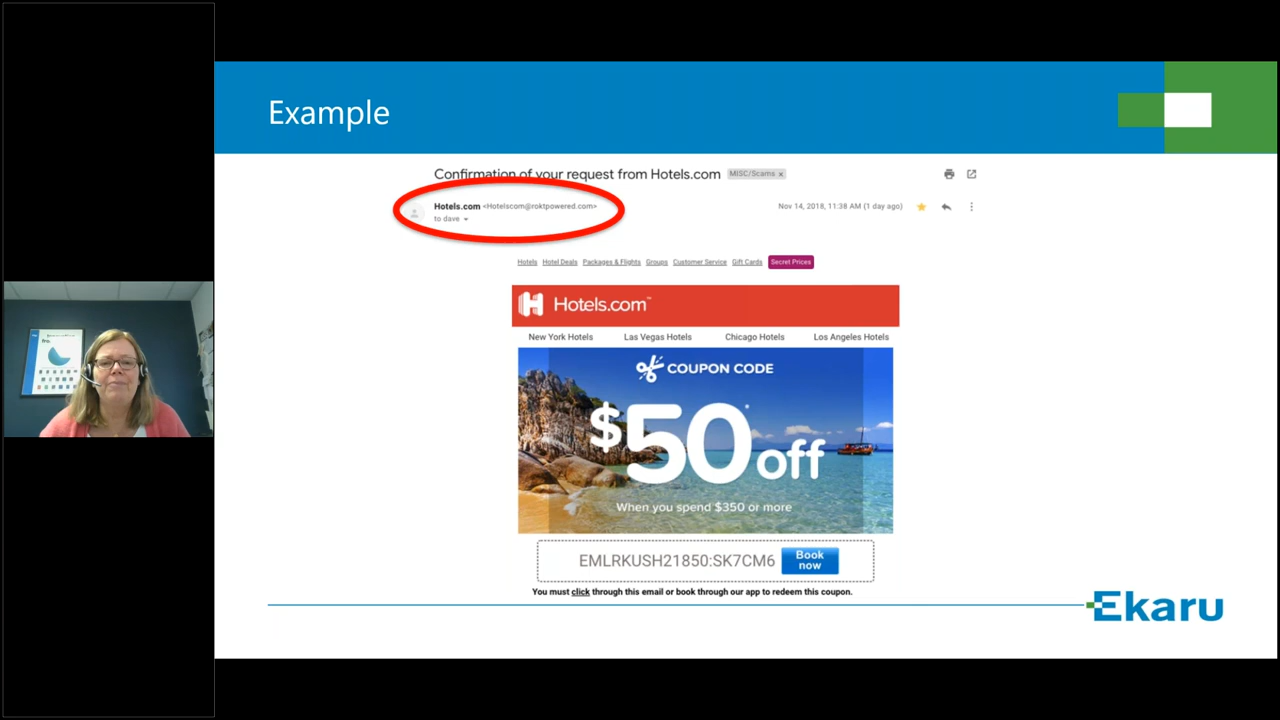 Example
Confirmation of your request from Hotels.com MISC/Scams x
Hotels.com <Hotelscom@roktpowered.com> Nov 14, 2018, 11:38 AM (1 day ago)
to dave
Hotels Hotel Deals Packages & Flights Groups Customer Service Gift Cards Secret Prices
Hotels.com™
New York Hotels Las Vegas Hotels Chicago Hotels Los Angeles Hotels
COUPON CODE
$50* off
When you spend $350 or more
EMLRKUSH21850:SK7CM6 Book now
You must click through this email or book through our app to redeem this coupon.
Ekaru